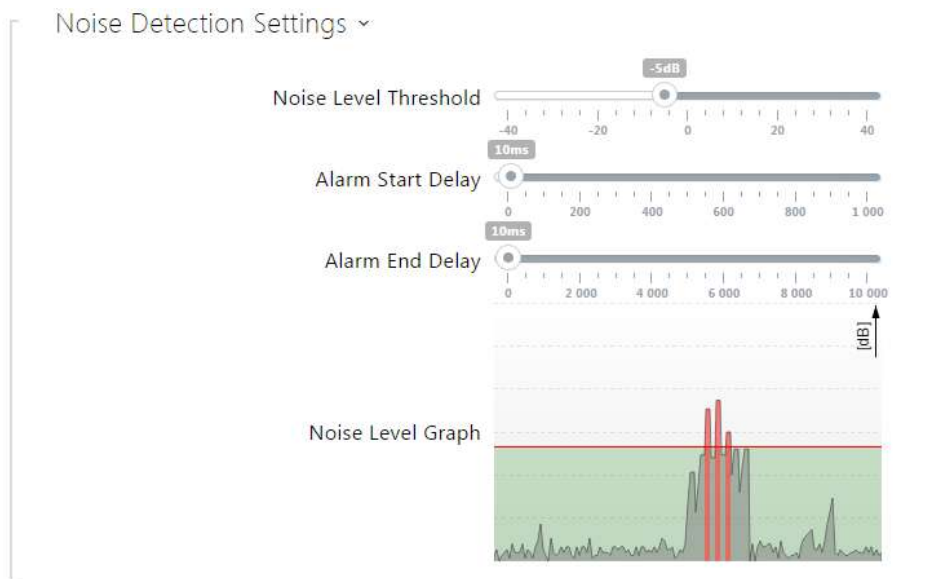 Noise Detection Settings
-5dB
Noise Level Threshold
-40 -20 0 20 40
10ms
Alarm Start Delay
0 200 400 600 800 1 000
10ms
Alarm End Delay
0 2 000 4 000 6 000 8 000 10 000
[dB]
Noise Level Graph